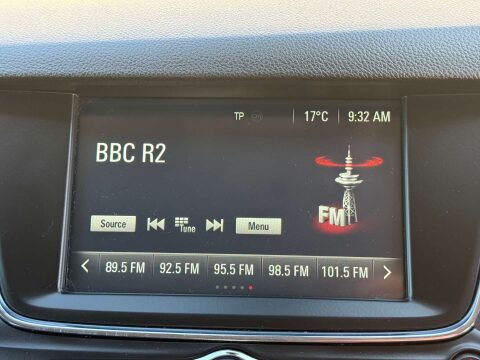 TP 17°C 9:32 AM
BBC R2
FM
Source Tune Menu
89.5 FM 92.5 FM 95.5 FM 98.5 FM 101.5 FM